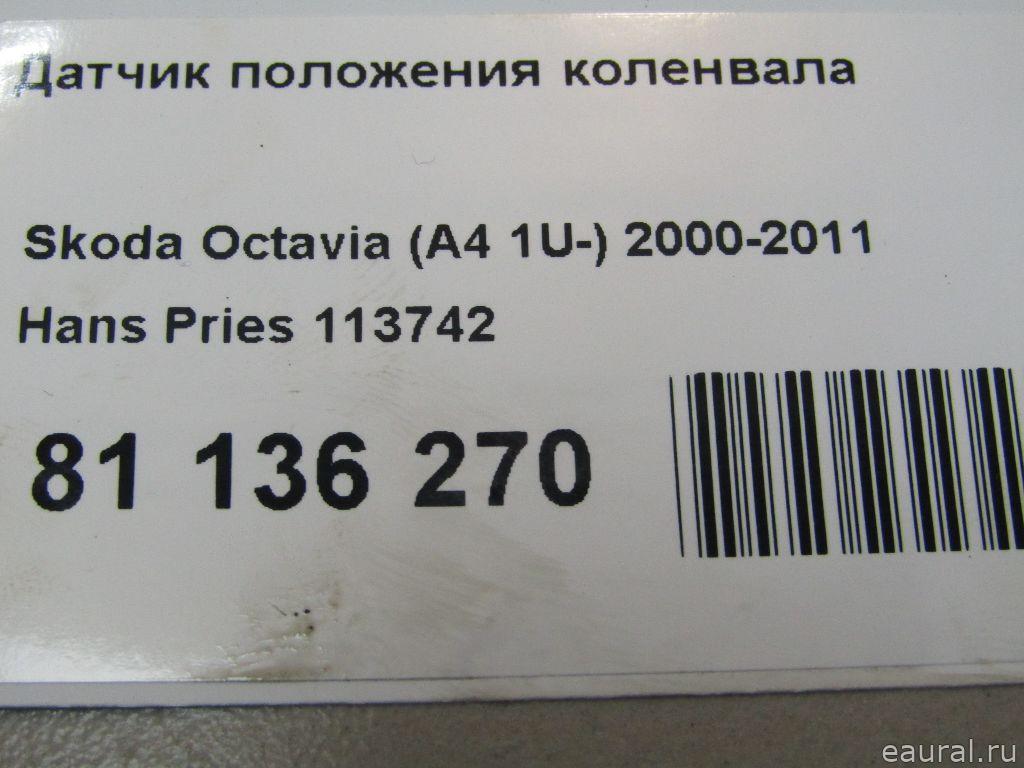 Датчик положения коленвала
Skoda Octavia (A4 1U-) 2000-2011
Hans Pries 113742
81 136 270
eaural.ru